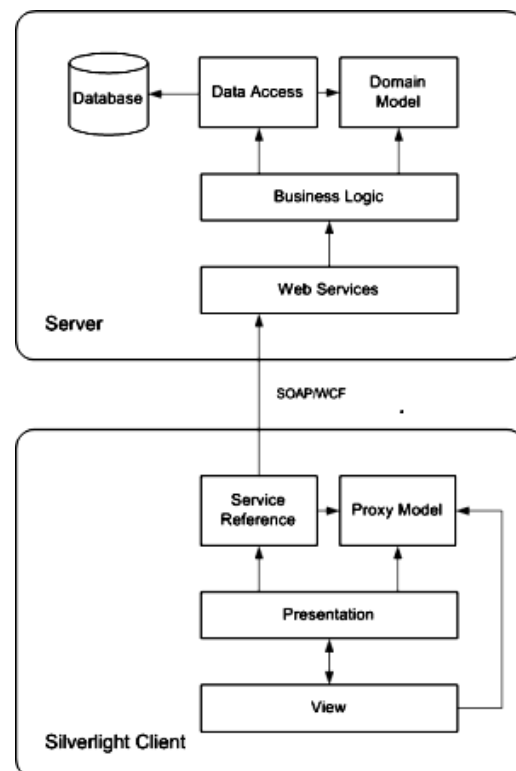 Database
Data Access
Domain
Model
Business Logic
Web Services
Server
SOAP/WCF
Service
Reference
Proxy Model
Presentation
View
Silverlight Client